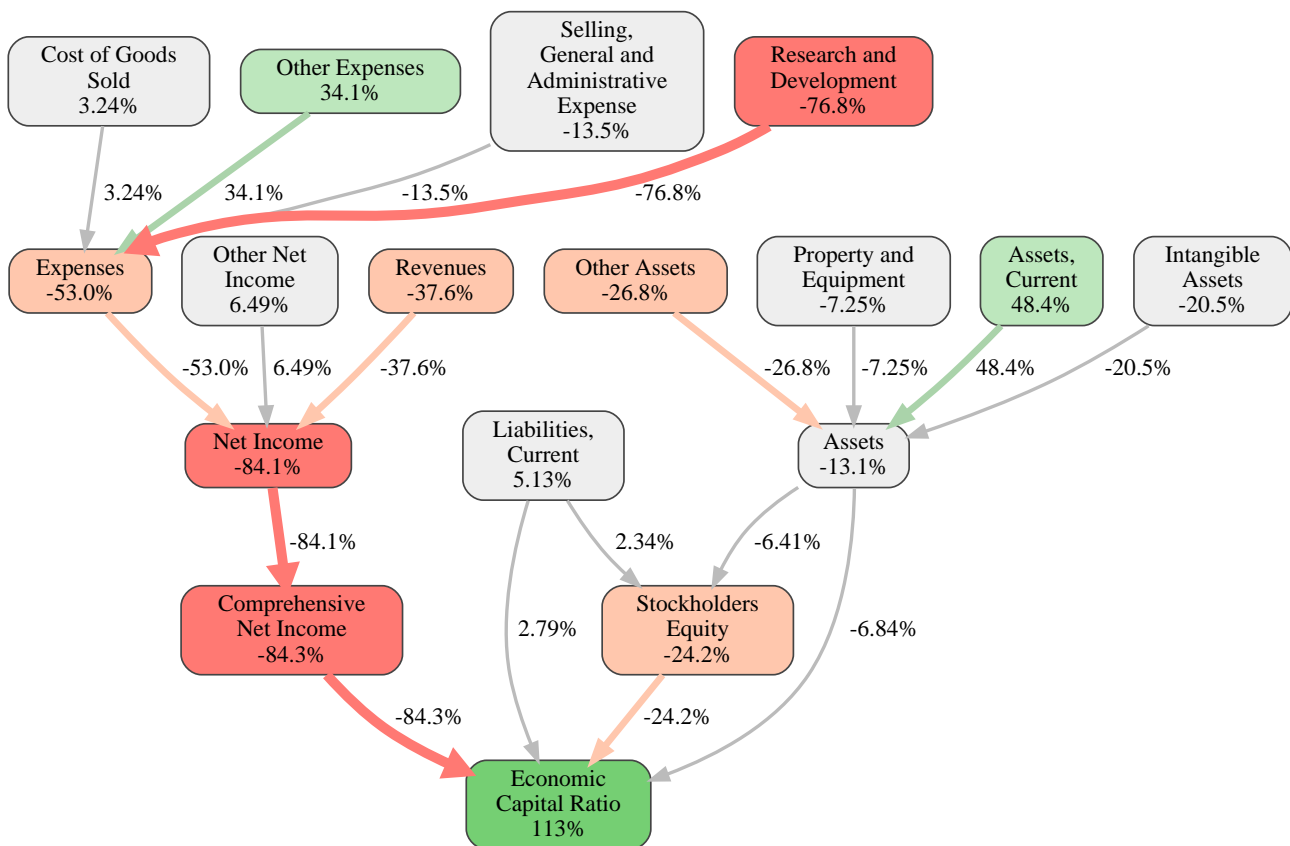 Cost of Goods
Sold
3.24%
Other Expenses
34.1%
Selling,
General and
Administrative
Expense
-13.5%
Research and
Development
-76.8%
3.24%
34.1%
-13.5%
-76.8%
Expenses
-53.0%
Other Net
Income
6.49%
Revenues
-37.6%
Other Assets
-26.8%
Property and
Equipment
-7.25%
Assets,
Current
48.4%
Intangible
Assets
-20.5%
-53.0%
6.49%
-37.6%
-26.8%
-7.25%
48.4%
-20.5%
Net Income
-84.1%
Liabilities,
Current
5.13%
Assets
-13.1%
-84.1%
2.34%
-6.41%
Comprehensive
Net Income
-84.3%
2.79%
Stockholders
Equity
-24.2%
-6.84%
-84.3%
-24.2%
Economic
Capital Ratio
113%